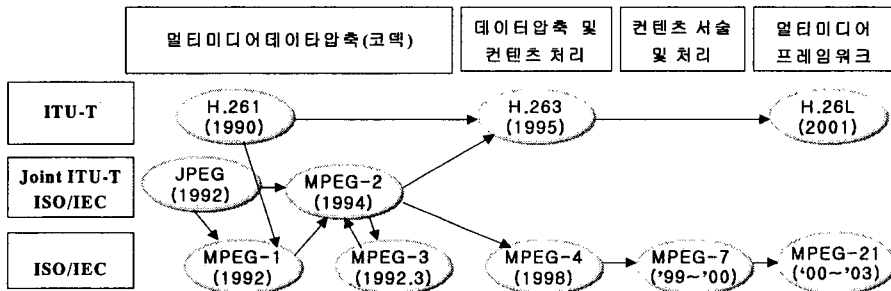 멀티미디어데이타압축(코덱)
데이터압축 및
컨텐츠 처리
컨텐츠 서술
및 처리
멀티미디어
프레임워크
ITU-T
H.261
(1990)
H.263
(1995)
H.26L
(2001)
Joint ITU-T
ISO/IEC
JPEG
(1992)
MPEG-2
(1994)
ISO/IEC
MPEG-1
(1992)
MPEG-3
(1992.3)
MPEG-4
(1998)
MPEG-7
('99~'00)
MPEG-21
('00~'03)